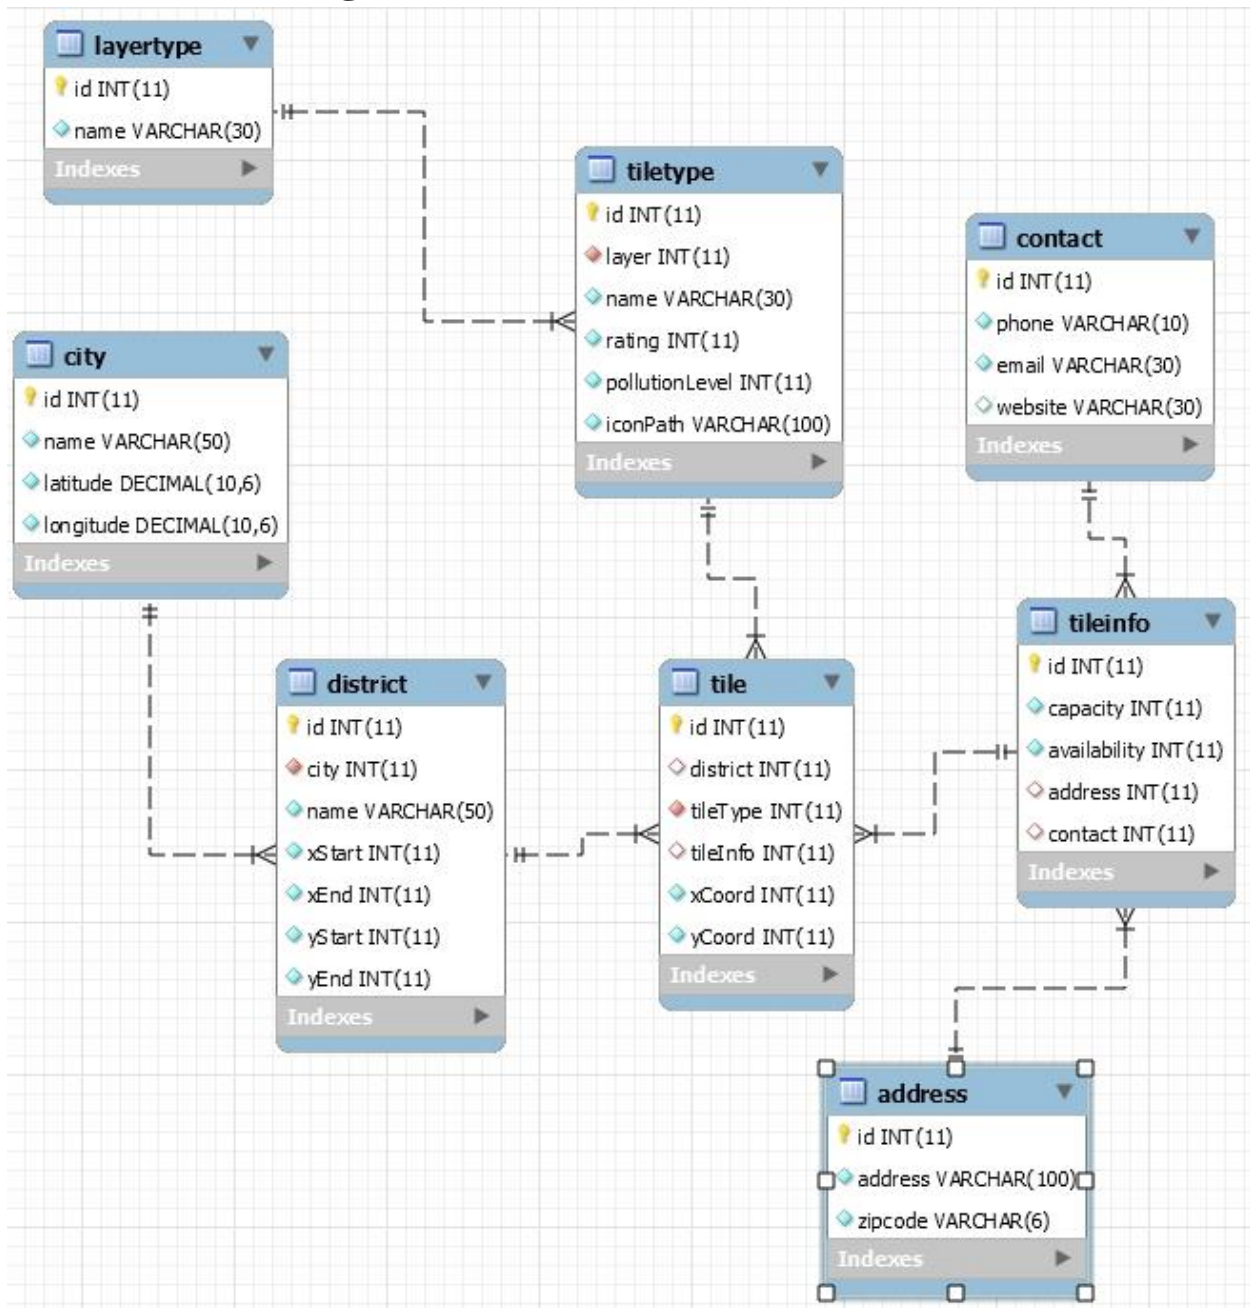 layertype
id INT(11)
name VARCHAR(30)
Indexes
tiletype
id INT(11)
layer INT(11)
name VARCHAR(30)
rating INT(11)
pollutionLevel INT(11)
iconPath VARCHAR(100)
Indexes
contact
id INT(11)
phone VARCHAR(10)
email VARCHAR(30)
website VARCHAR(30)
Indexes
city
id INT(11)
name VARCHAR(50)
latitude DECIMAL(10,6)
longitude DECIMAL(10,6)
Indexes
district
id INT(11)
city INT(11)
name VARCHAR(50)
xStart INT(11)
xEnd INT(11)
yStart INT(11)
yEnd INT(11)
Indexes
tile
id INT(11)
district INT(11)
tileType INT(11)
tileInfo INT(11)
xCoord INT(11)
yCoord INT(11)
Indexes
tileinfo
id INT(11)
capacity INT(11)
availability INT(11)
address INT(11)
contact INT(11)
Indexes
address
id INT(11)
address VARCHAR(100)
zipcode VARCHAR(6)
Indexes